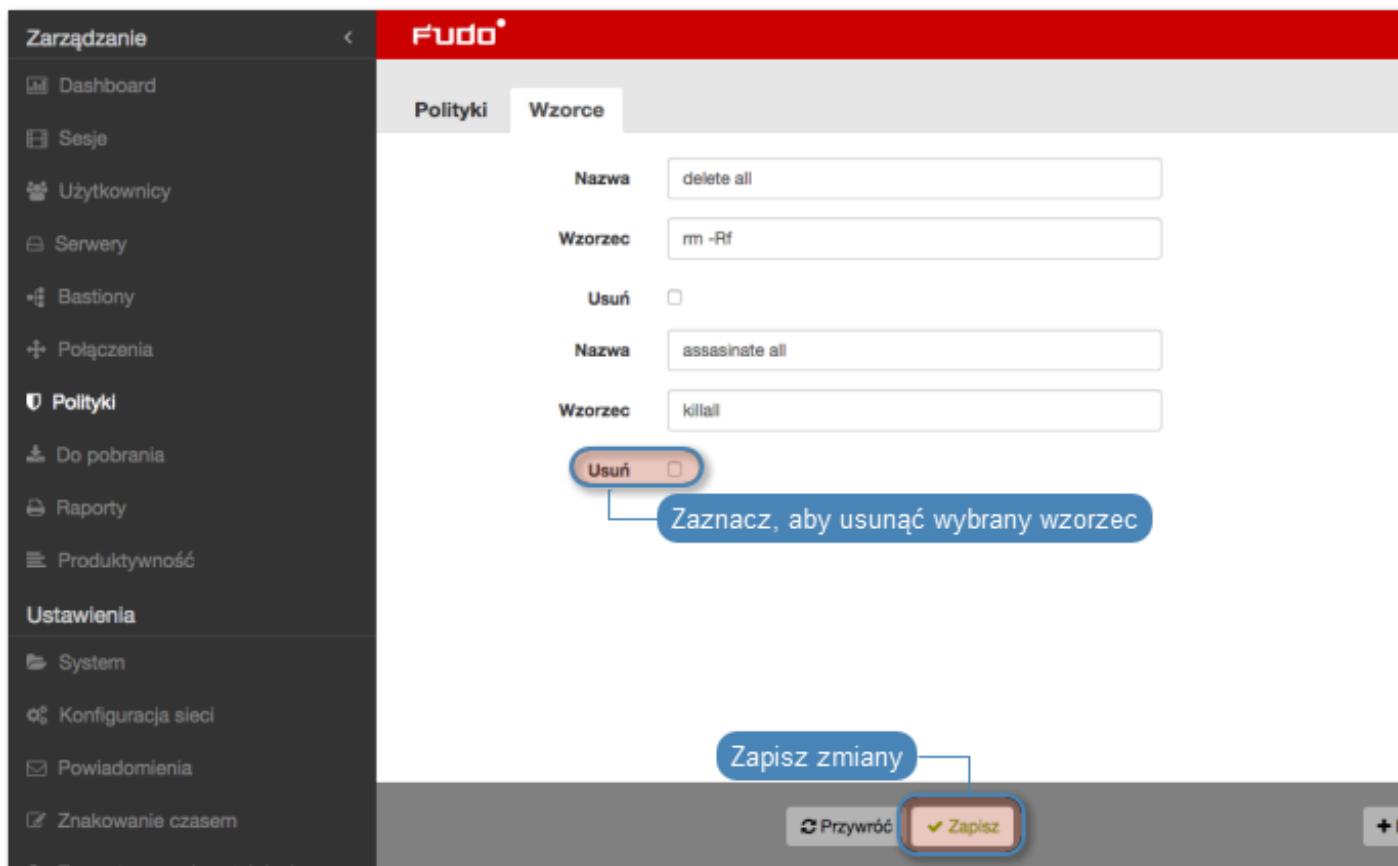 Zarządzanie
Dashboard
Sesje
Użytkownicy
Serwery
Bastiony
Połączenia
Polityki
Do pobrania
Raporty
Produktywność
Ustawienia
System
Konfiguracja sieci
Powiadomienia
Znakowanie czasem
Fudo
Polityki Wzorce
Nazwa delete all
Wzorzec rm -Rf
Usuń
Nazwa assasinate all
Wzorzec killall
Usuń
Zaznacz, aby usunąć wybrany wzorzec
Zapisz zmiany
Przywróć Zapisz